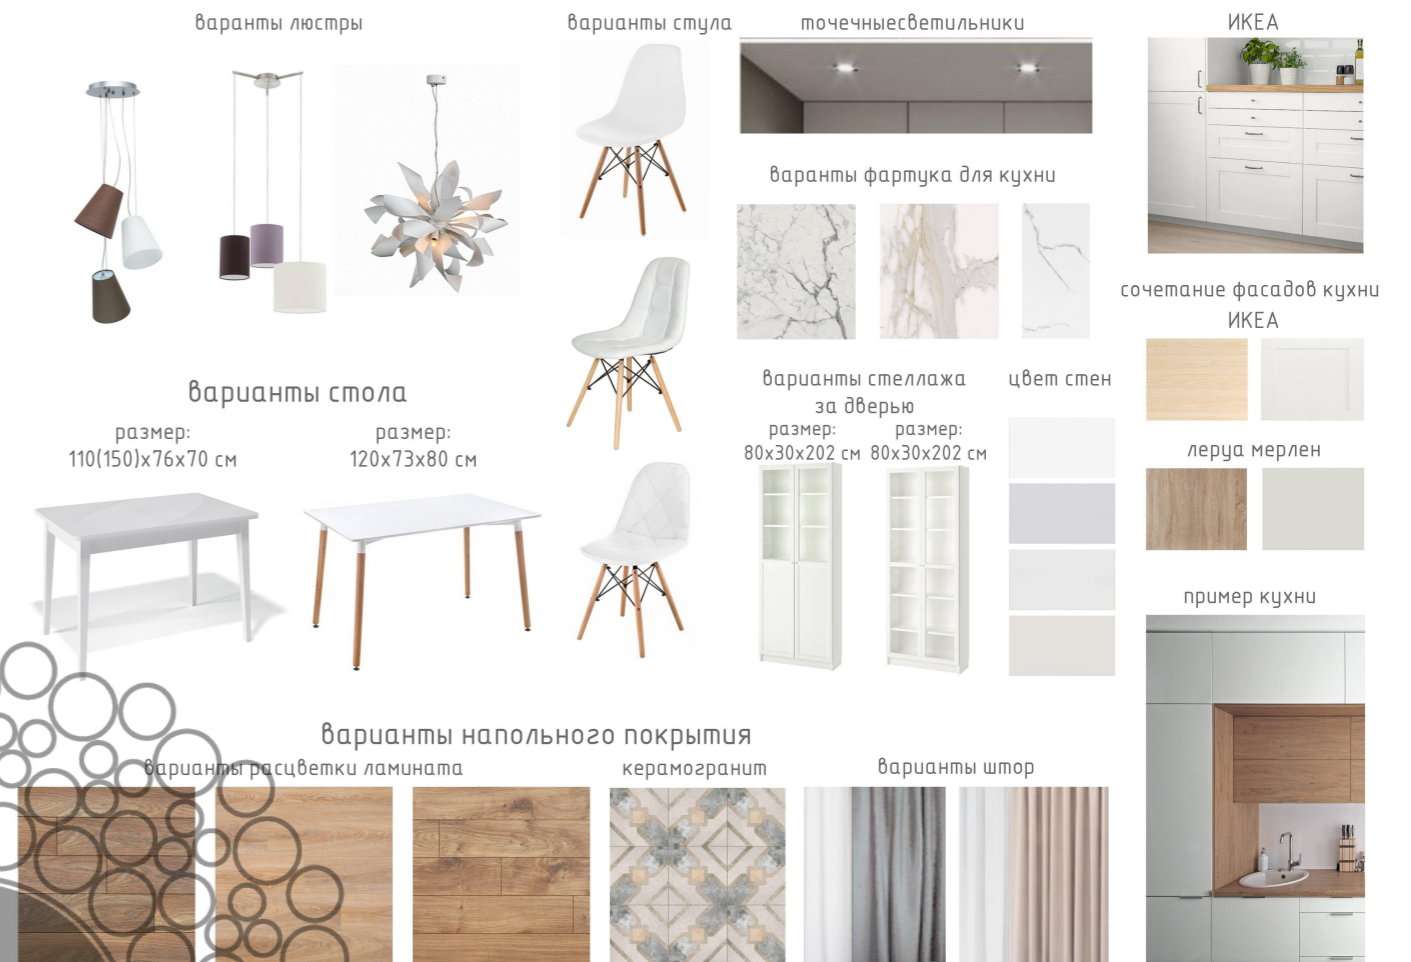 варанты люстры
варианты стула
точечныесветильники
ИКЕА
варанты фартука для кухни
сочетание фасадов кухни
ИКЕА
варианты стола
размер:
110(150)х76х70 см
размер:
120х73х80 см
варианты стеллажа
за дверью
размер:
80х30х202 см
размер:
80х30х202 см
цвет стен
леруа мерлен
пример кухни
варианты напольного покрытия
варианты расцветки ламината
керамогранит
варианты штор